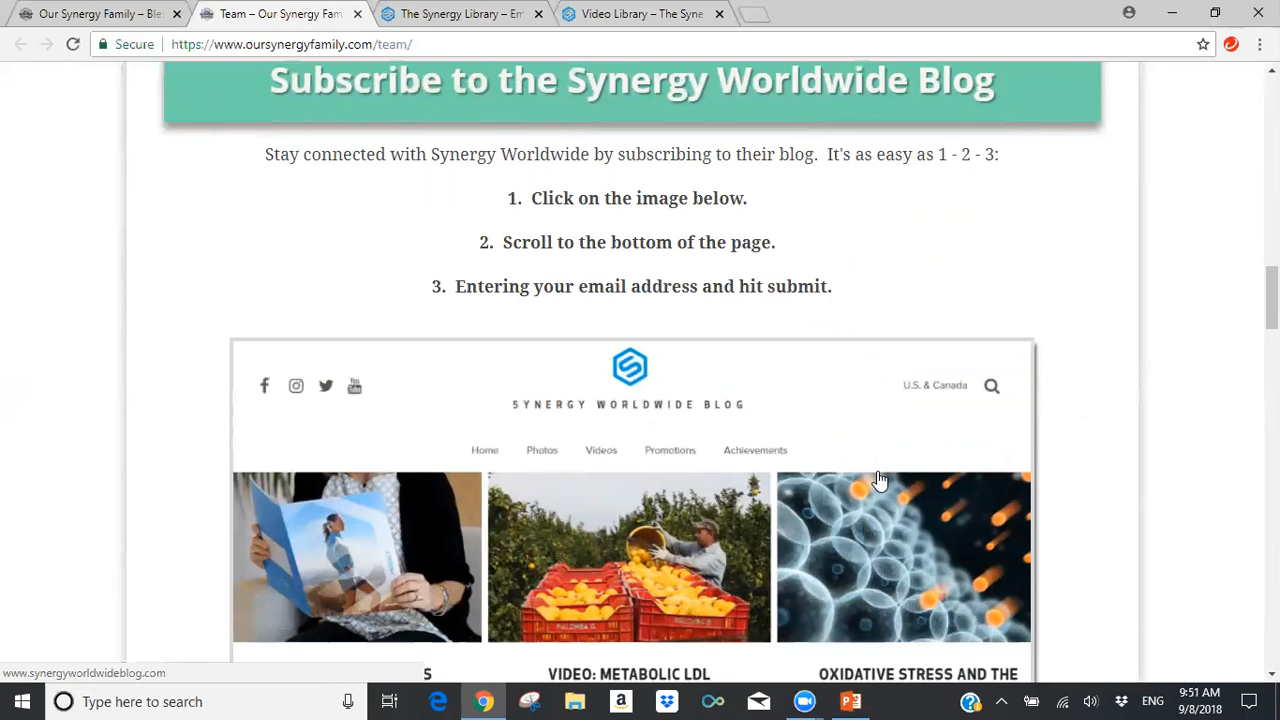 Our Synergy Family – Ble
Team – Our Synergy Fam
The Synergy Library – Em
Video Library – The Syne
Secure
https://www.oursynergyfamily.com/team/
Subscribe to the Synergy Worldwide Blog
Stay connected with Synergy Worldwide by subscribing to their blog. It's as easy as 1 - 2 - 3:
1. Click on the image below.
2. Scroll to the bottom of the page.
3. Entering your email address and hit submit.
U.S. & Canada
SYNERGY WORLDWIDE BLOG
Home Photos Videos Promotions Achievements
S VIDEO: METABOLIC LDL OXIDATIVE STRESS AND THE
www.synergyworldwideblog.com
Type here to search
ENG
9:51 AM
9/8/2018